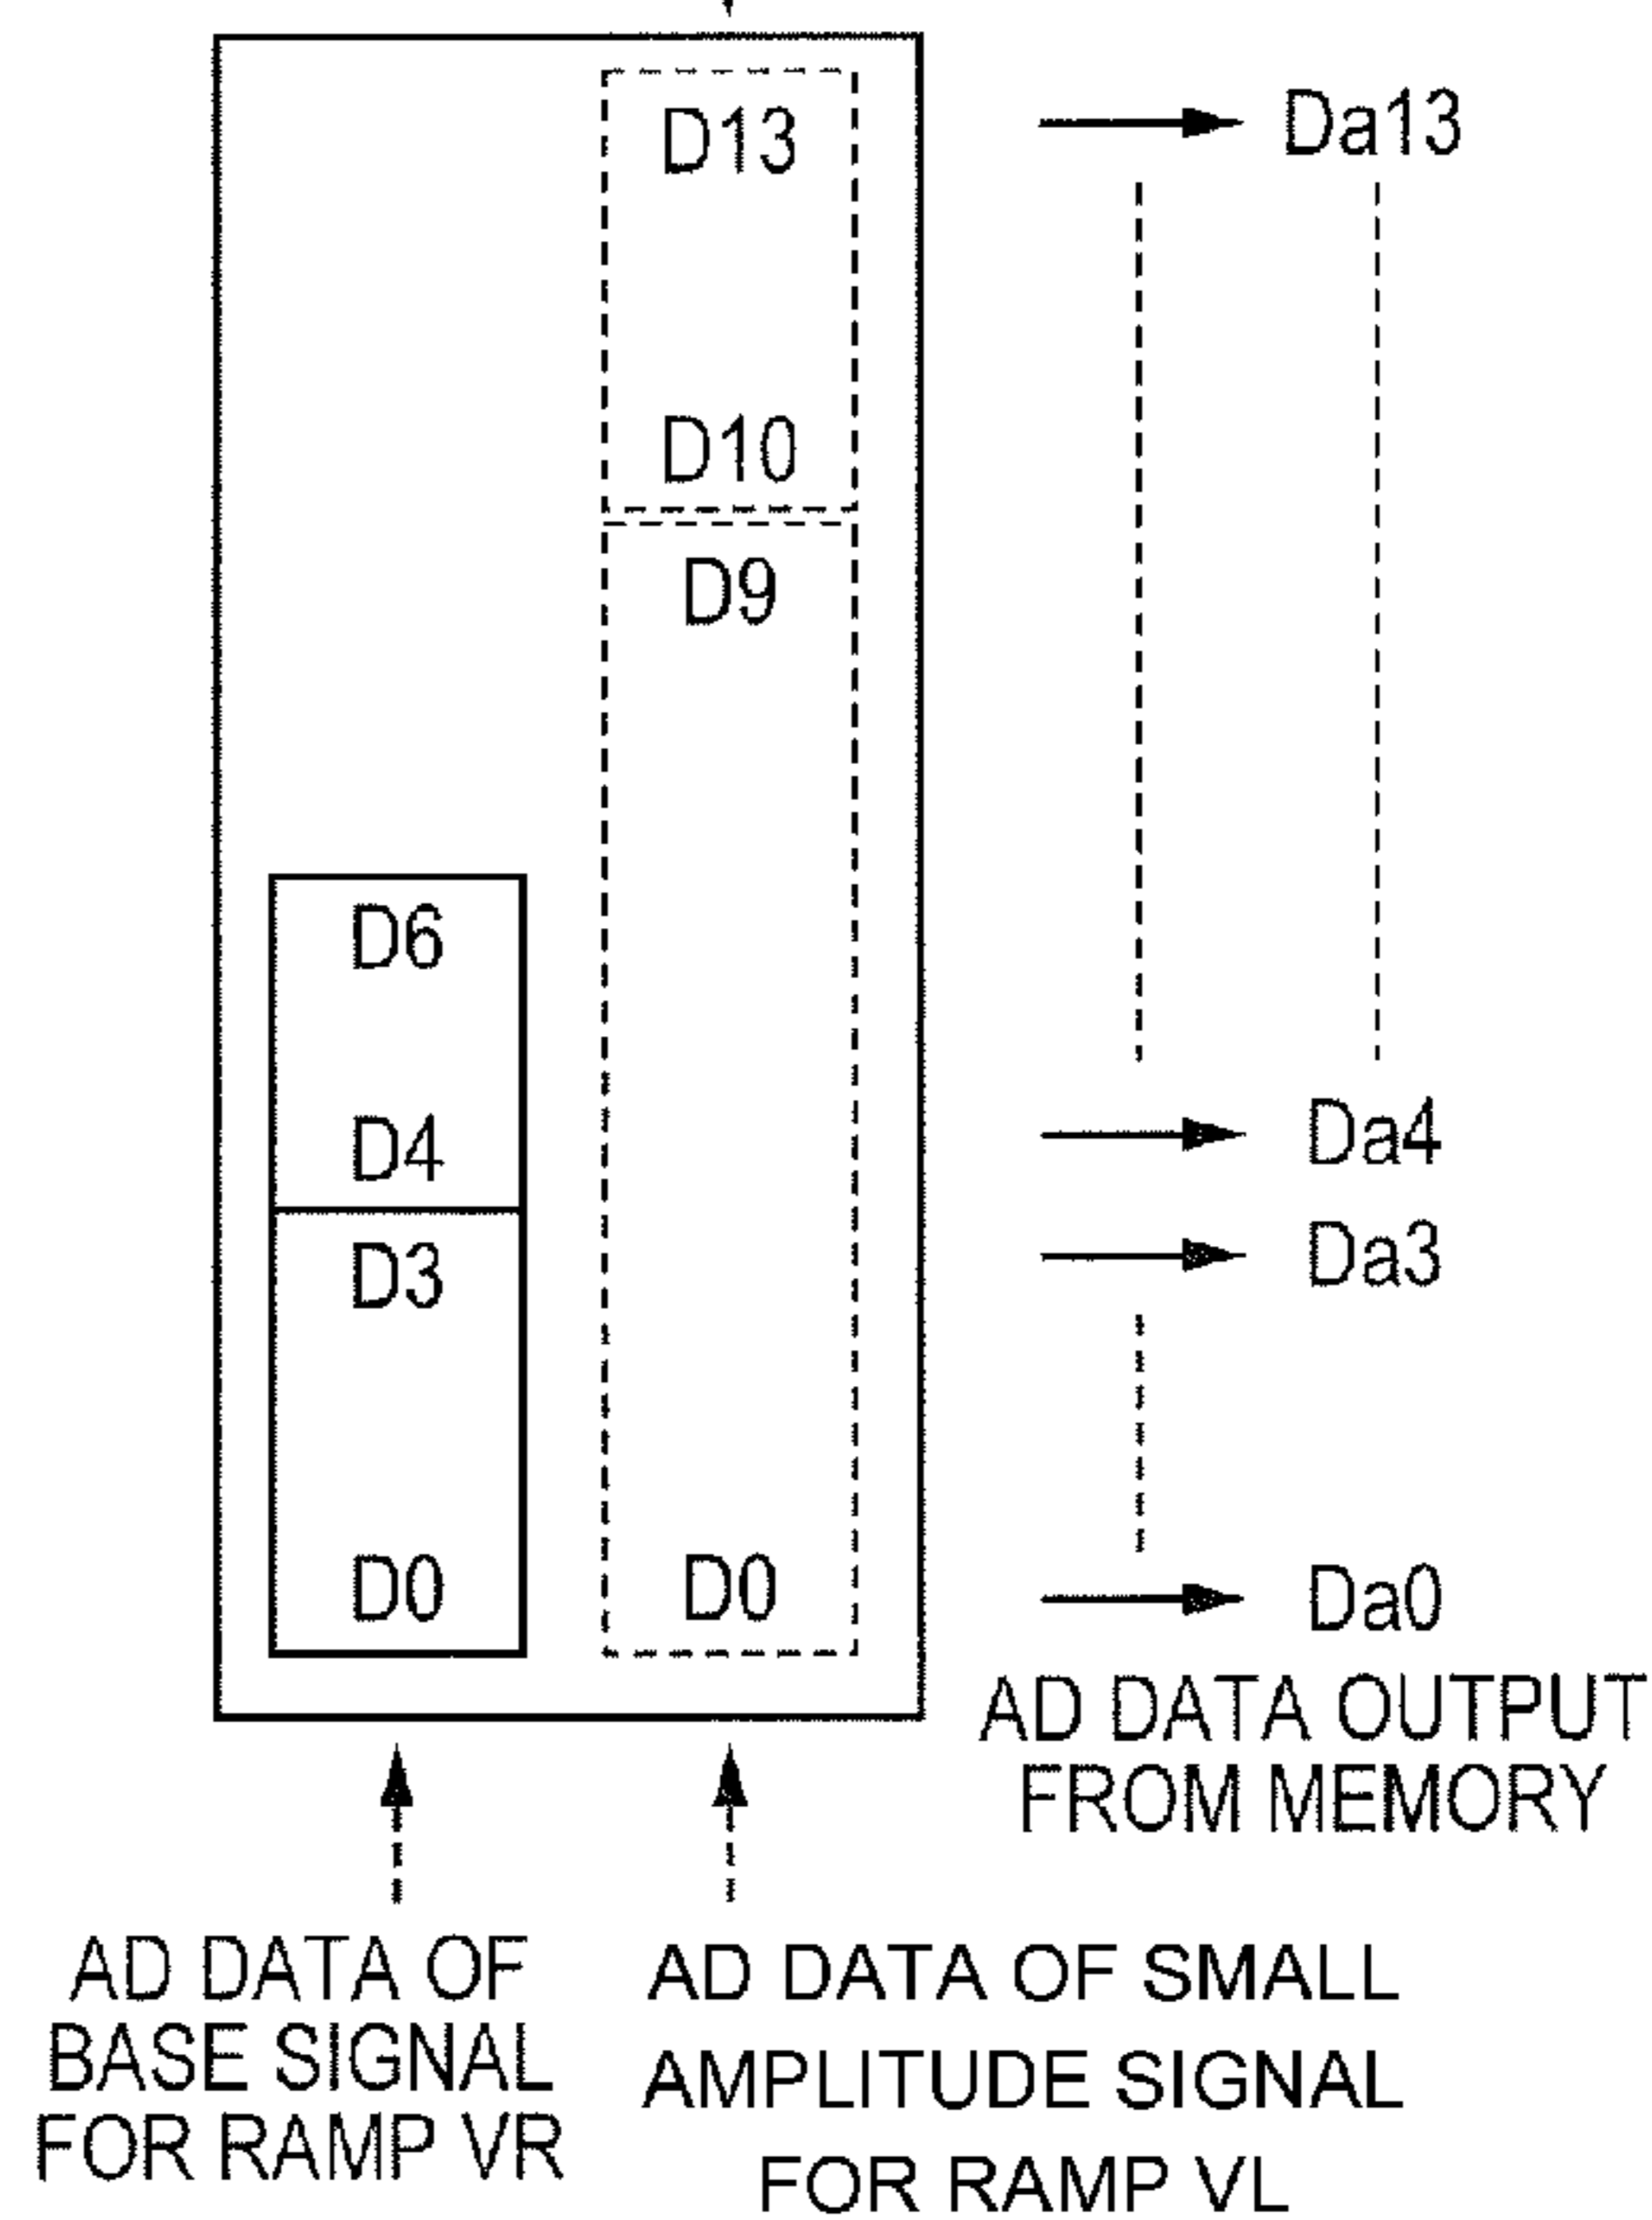 D13
Da13
D10
D9
D6
D4
Da4
D3
Da3
D0
D0
Da0
AD DATA OUTPUT
FROM MEMORY
AD DATA OF
BASE SIGNAL
FOR RAMP VR
AD DATA OF SMALL
AMPLITUDE SIGNAL
FOR RAMP VL